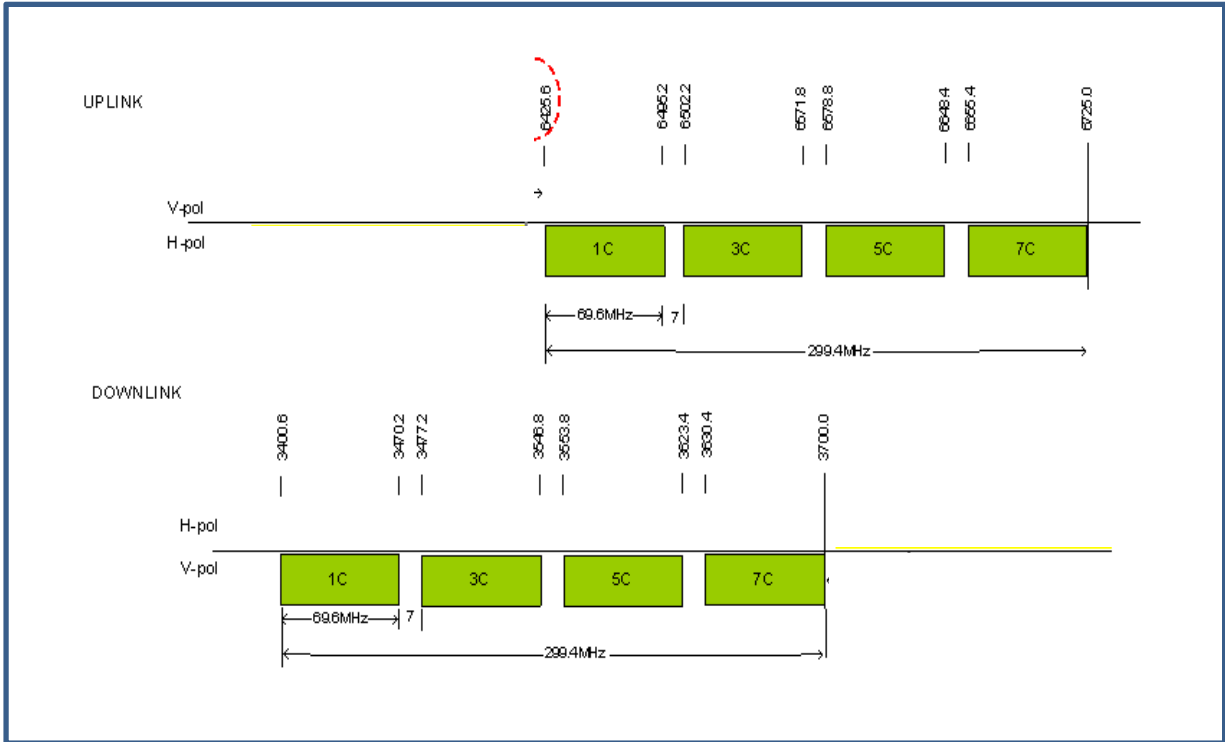 UPLINK
6425.6 6495.2 6502.2 6571.8 6578.8 6648.4 6655.4 6725.0
V-pol
H-pol
1C 3C 5C 7C
69.6MHz 7
299.4MHz
DOWNLINK
3400.6 3470.2 3477.2 3546.8 3553.8 3623.4 3630.4 3700.0
H-pol
V-pol
1C 3C 5C 7C
69.6MHz 7
299.4MHz